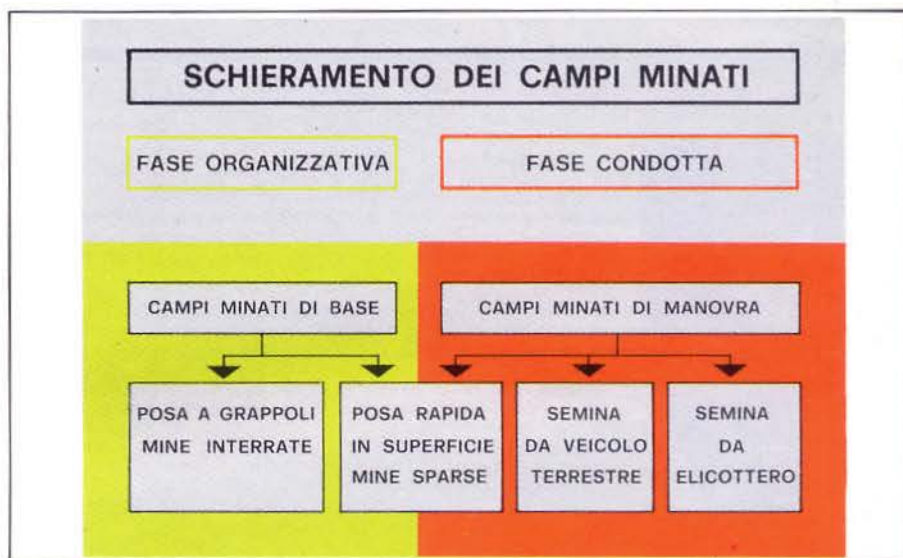 SCHIERAMENTO DEI CAMPI MINATI
FASE ORGANIZZATIVA
FASE CONDOTTA
CAMPI MINATI DI BASE
CAMPI MINATI DI MANOVRA
POSA A GRAPPOLI
MINE INTERRATE
POSA RAPIDA
IN SUPERFICIE
MINE SPARSE
SEMINA
DA VEICOLO
TERRESTRE
SEMINA
DA
ELICOTTERO